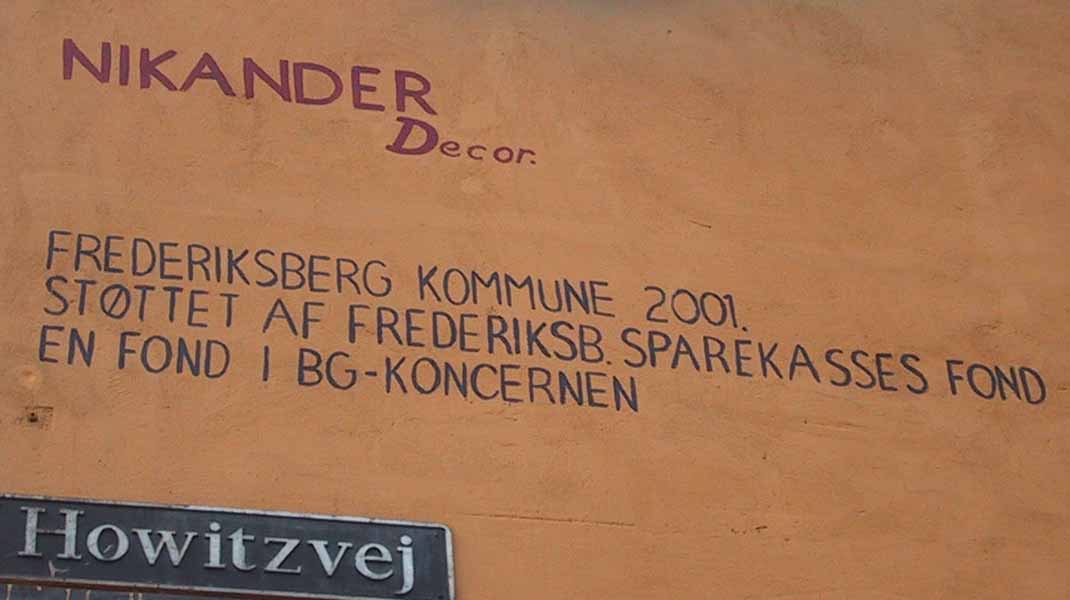 NIKANDER
Decor.
FREDERIKSBERG KOMMUNE 2001.
STØTTET AF FREDERIKSB. SPAREKASSES FOND
EN FOND I BG-KONCERNEN
Howitzvej